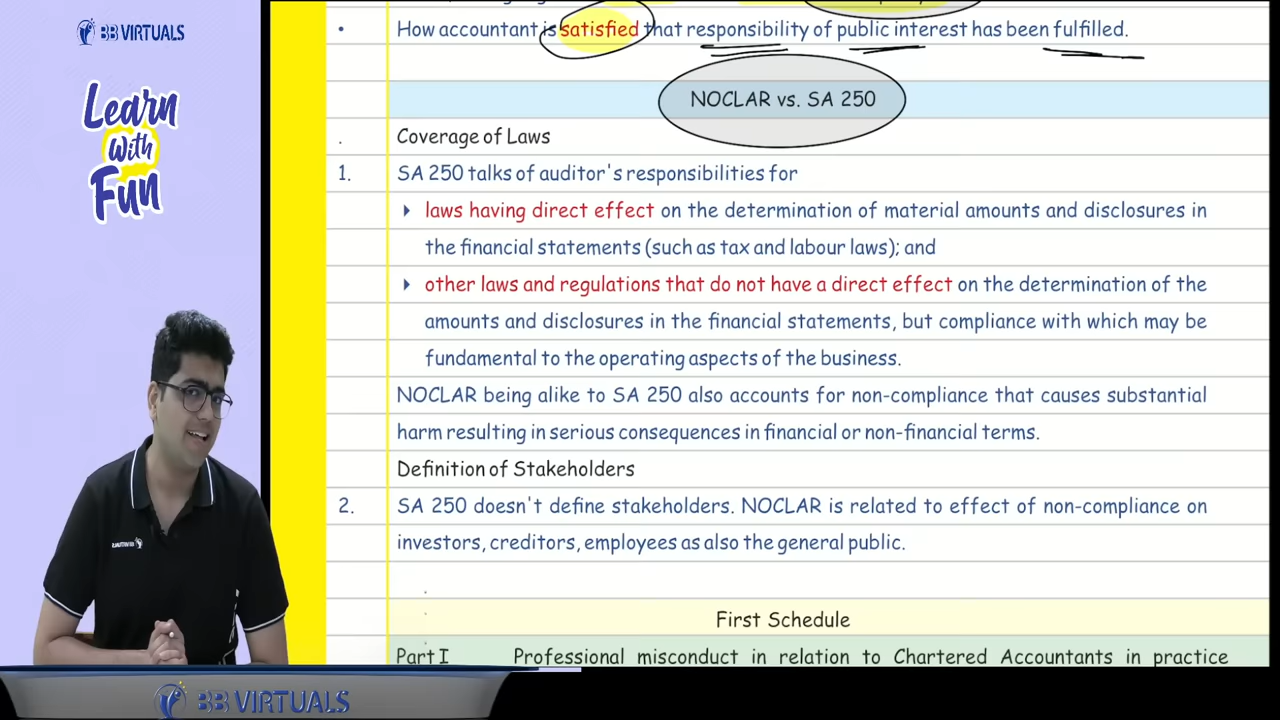 BB VIRTUALS
Learn
With
Fun
• How accountant is satisfied that responsibility of public interest has been fulfilled.
NOCLAR vs. SA 250
. Coverage of Laws
1. SA 250 talks of auditor's responsibilities for
laws having direct effect on the determination of material amounts and disclosures in
the financial statements (such as tax and labour laws); and
other laws and regulations that do not have a direct effect on the determination of the
amounts and disclosures in the financial statements, but compliance with which may be
fundamental to the operating aspects of the business.
NOCLAR being alike to SA 250 also accounts for non-compliance that causes substantial
harm resulting in serious consequences in financial or non-financial terms.
Definition of Stakeholders
2. SA 250 doesn't define stakeholders. NOCLAR is related to effect of non-compliance on
investors, creditors, employees as also the general public.
First Schedule
Part I Professional misconduct in relation to Chartered Accountants in practice
BB VIRTUALS